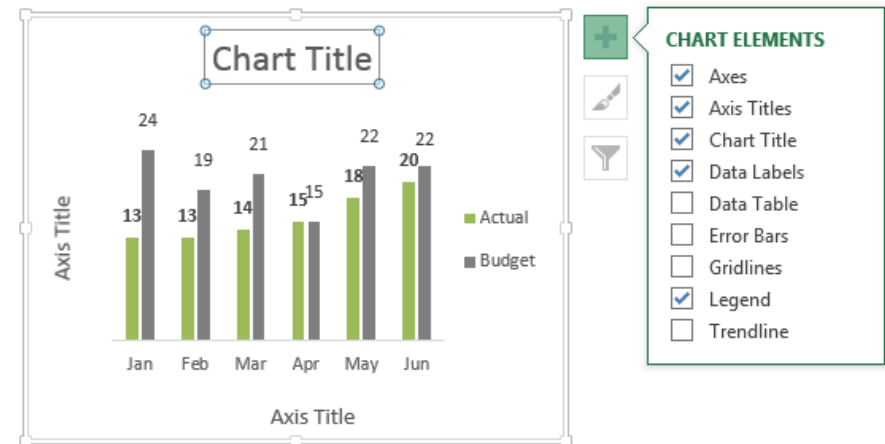 Chart Title
24
19
21
22
22
13
13
14
15
15
18
20
Axis Title
Actual
Budget
Jan Feb Mar Apr May Jun
Axis Title
CHART ELEMENTS
Axes
Axis Titles
Chart Title
Data Labels
Data Table
Error Bars
Gridlines
Legend
Trendline